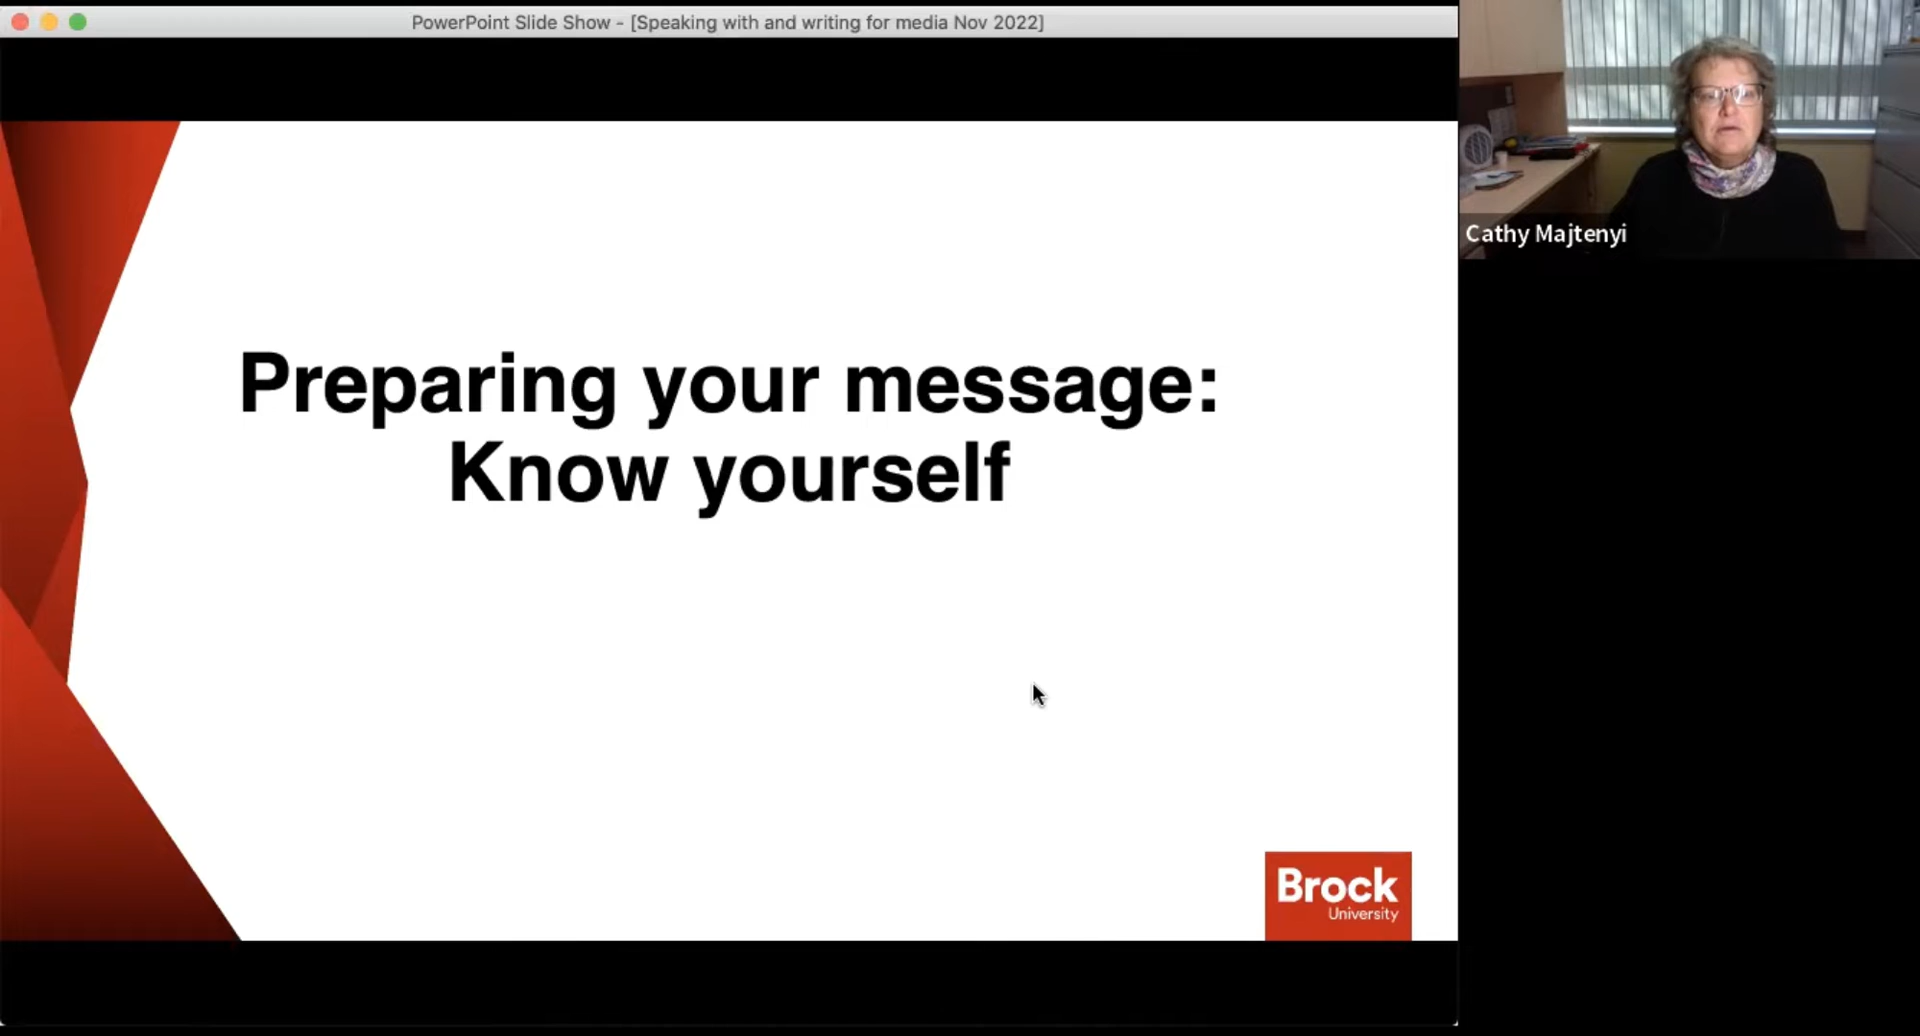 PowerPoint Slide Show - [Speaking with and writing for media Nov 2022]
Preparing your message:
Know yourself
Cathy Majtenyi
Brock
University